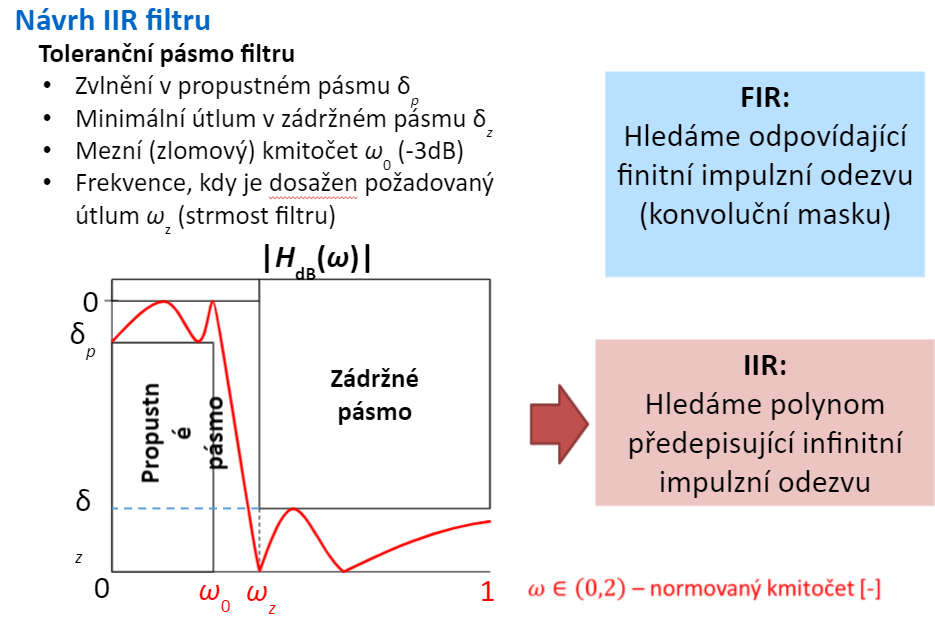 Návrh IIR filtru
Toleranční pásmo filtru
• Zvlnění v propustném pásmu δp
• Minimální útlum v zádržném pásmu δz
• Mezní (zlomový) kmitočet ω0 (-3dB)
• Frekvence, kdy je dosažen požadovaný
útlum ωz (strmost filtru)
FIR:
Hledáme odpovídající
finitní impulzní odezvu
(konvoluční masku)
|HdB(ω)|
0
δp
Propustn
é
pásmo
Zádržné
pásmo
δ
z
0
ω0
ωz
1
IIR:
Hledáme polynom
předepisující infinitní
impulzní odezvu
ω ∈ (0,2) – normovaný kmitočet [-]